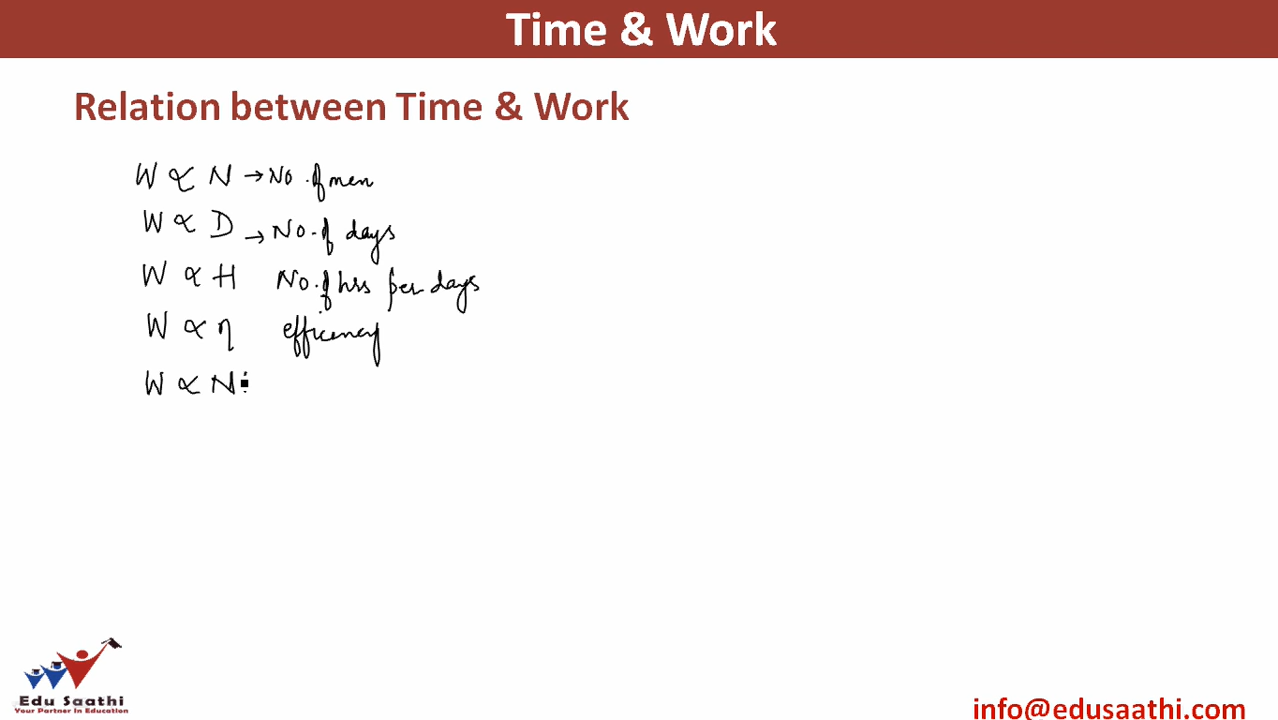 Time & Work
Relation between Time & Work
W ∝ N → No. of men
W ∝ D → No. of days
W ∝ H No. of hrs per days
W ∝ η efficency
W ∝ N
Edu Saathi
Your Partner In Education
info@edusaathi.com